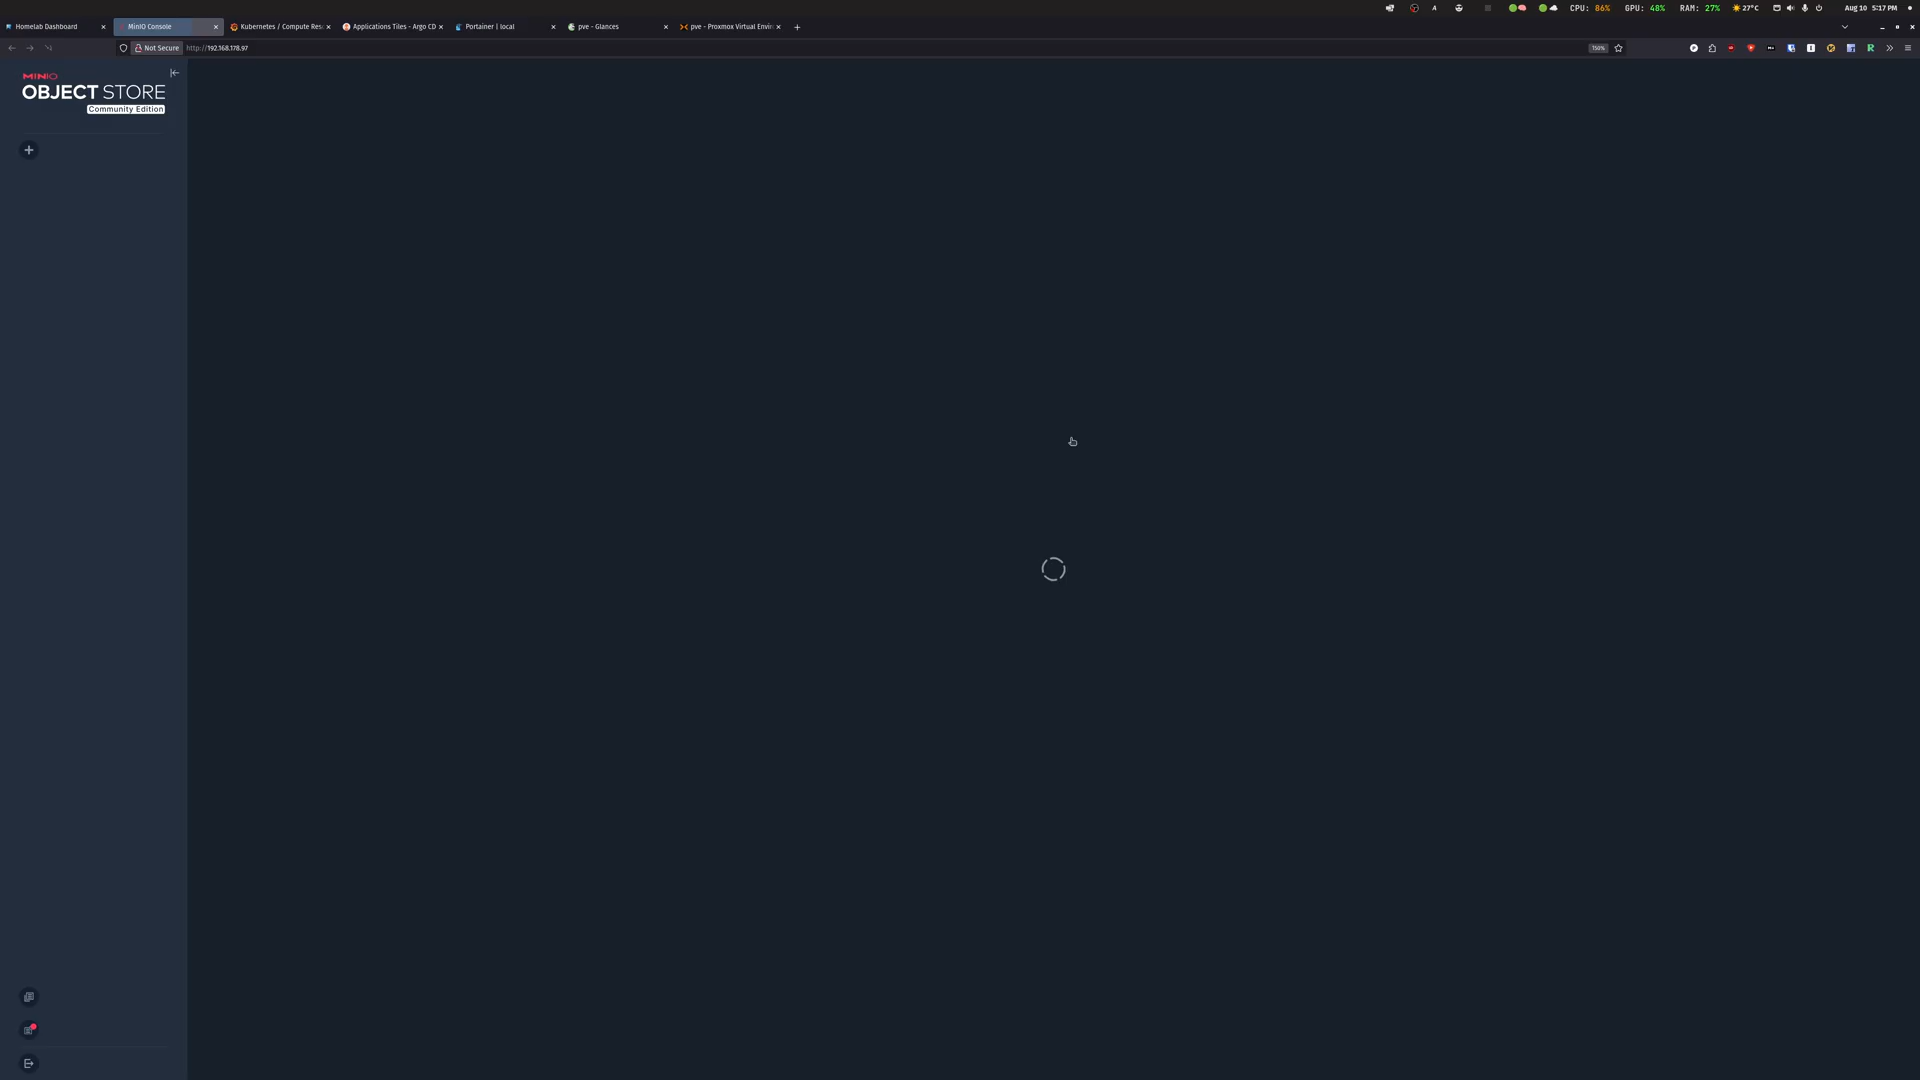 CPU: 86% GPU: 48% RAM: 27% 27°C Aug 10 5:17 PM
Homelab Dashboard MinIO Console Kubernetes / Compute Res Applications Tiles - Argo CD Portainer | local pve - Glances pve - Proxmox Virtual Envir
Not Secure http://192.168.178.97 150%
MINIO
OBJECT STORE
Community Edition